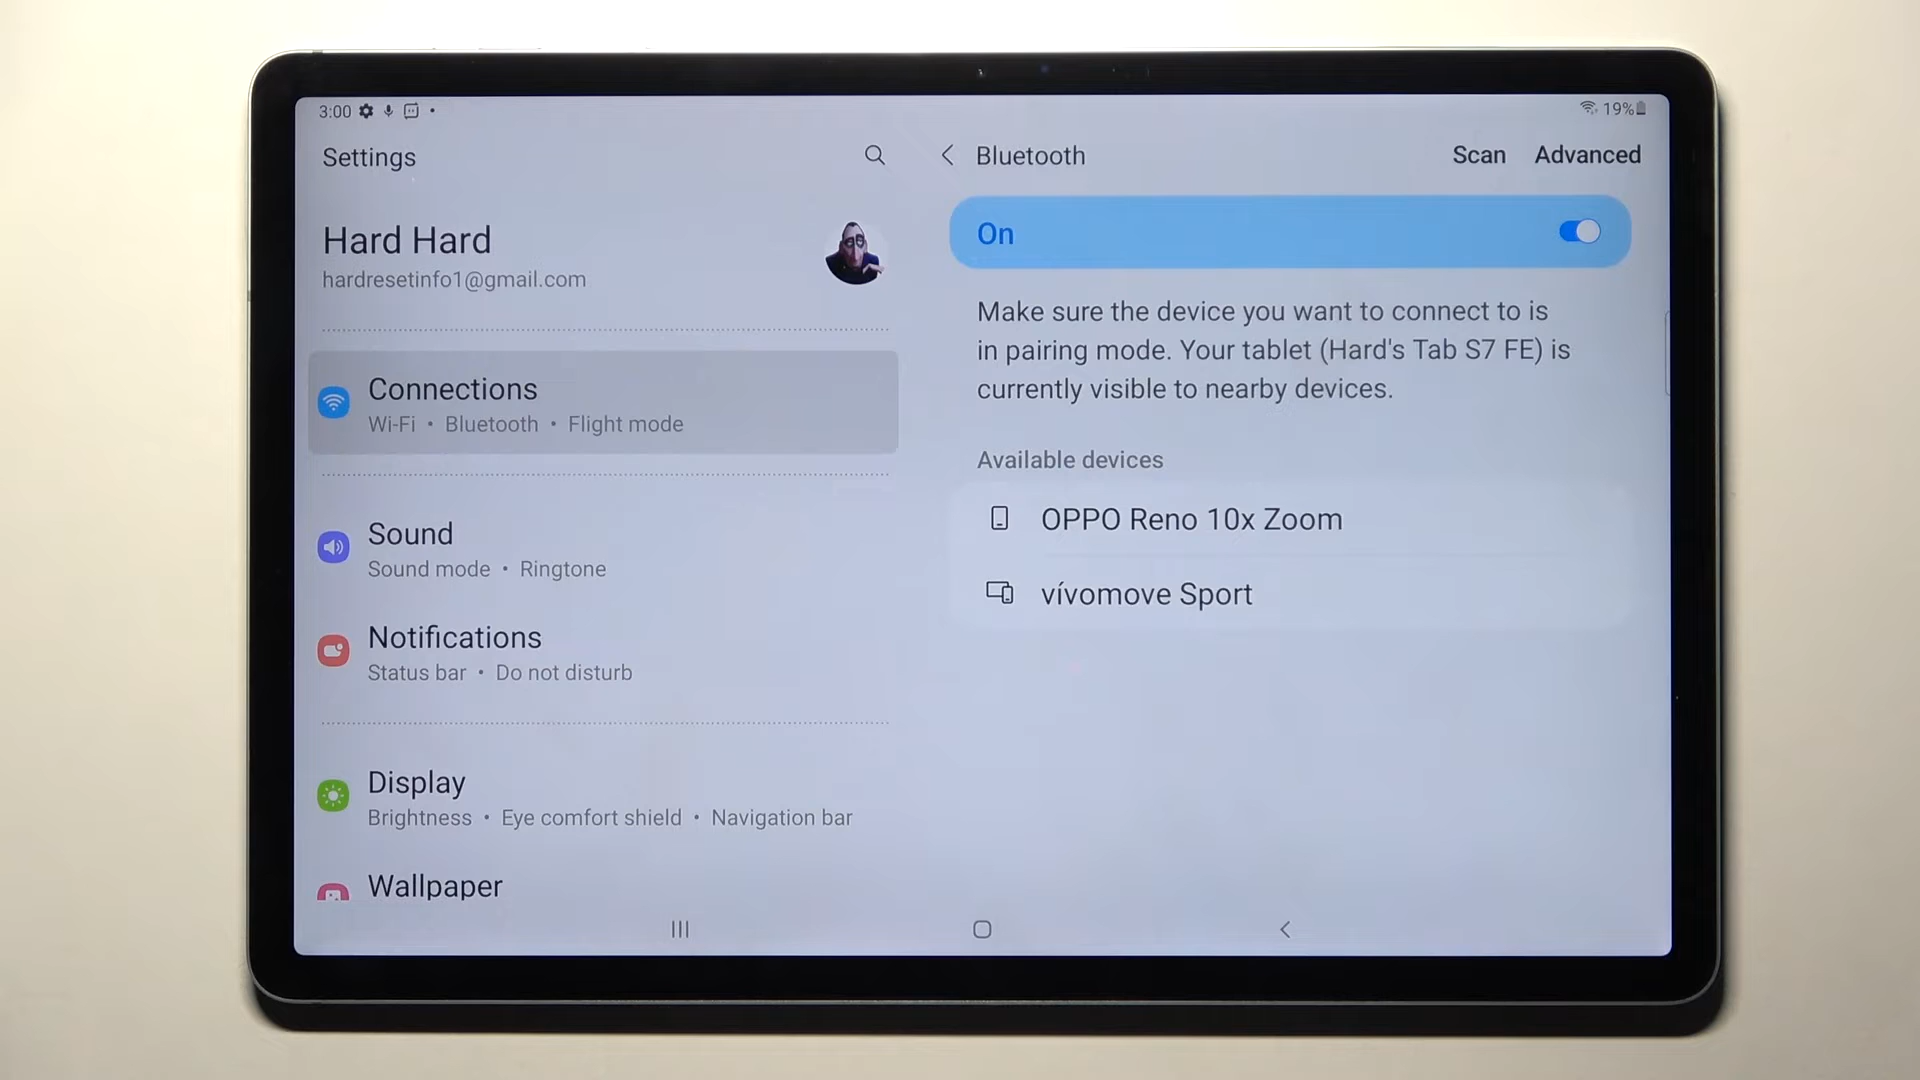 3:00
19%
Settings
Hard Hard
hardresetinfo1@gmail.com
Connections
Wi-Fi • Bluetooth • Flight mode
Sound
Sound mode • Ringtone
Notifications
Status bar • Do not disturb
Display
Brightness • Eye comfort shield • Navigation bar
Wallpaper
Bluetooth
Scan
Advanced
On
Make sure the device you want to connect to is
in pairing mode. Your tablet (Hard's Tab S7 FE) is
currently visible to nearby devices.
Available devices
OPPO Reno 10x Zoom
vívomove Sport